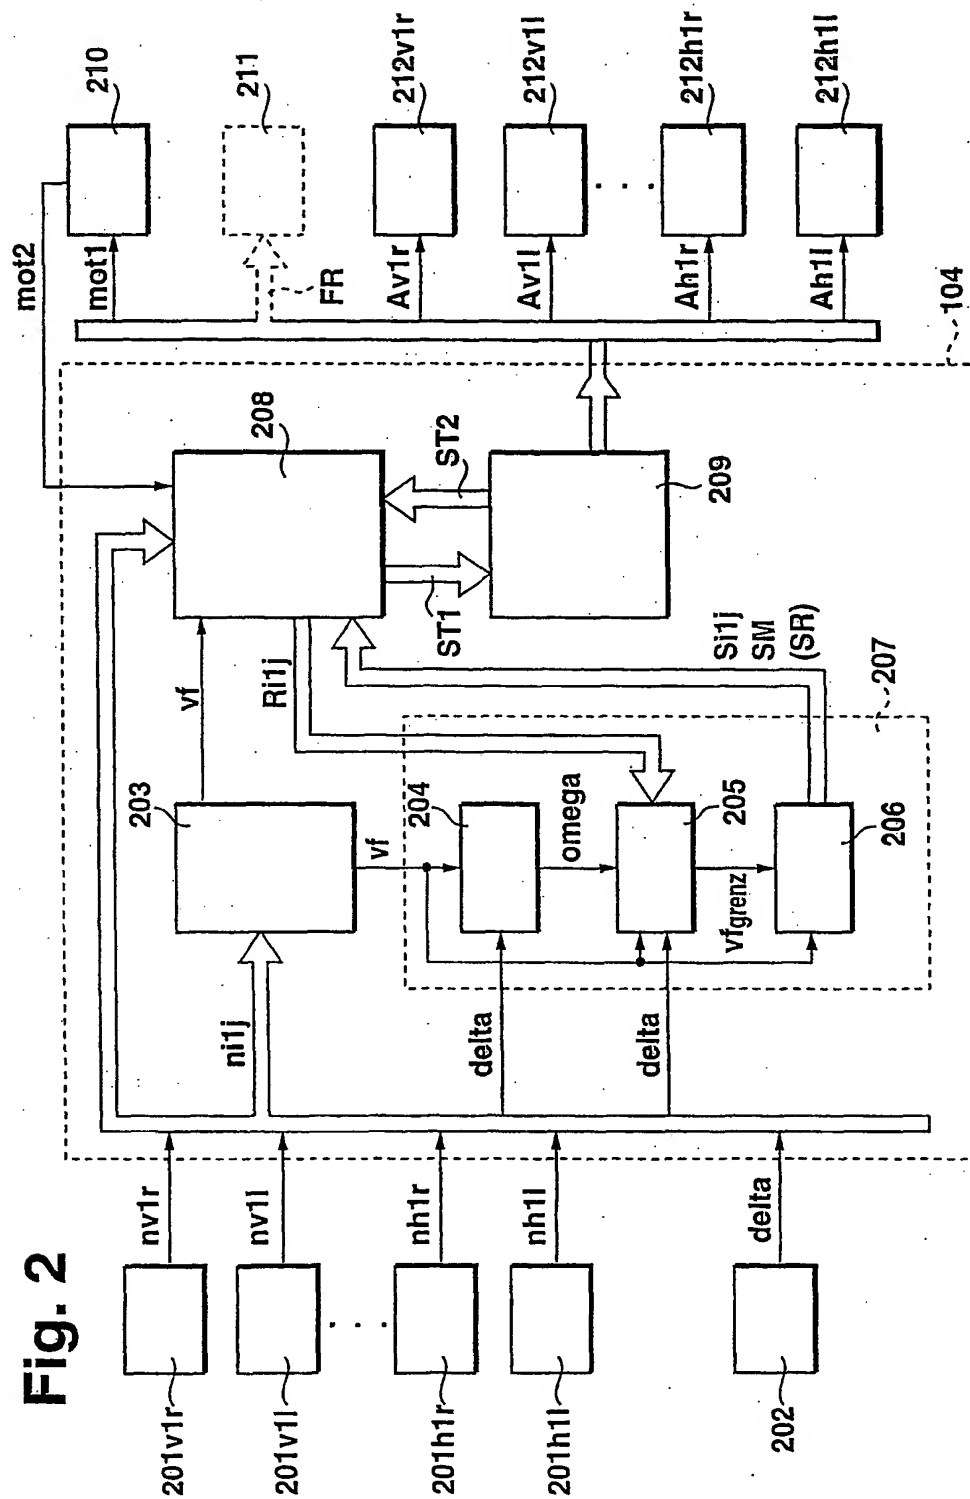 Fig. 2
201v1r
nv1r
201v1l
nv1l
. . .
201h1r
nh1r
201h1l
nh1l
202
delta
ni1j
delta
delta
203
vf
vf
204
omega
205
vfgrenz
206
207
Ri1j
Si1j
SM
(SR)
208
ST1
ST2
209
104
mot2
mot1
210
FR
211
Av1r
212v1r
Av1l
212v1l
. . .
Ah1r
212h1r
Ah1l
212h1l